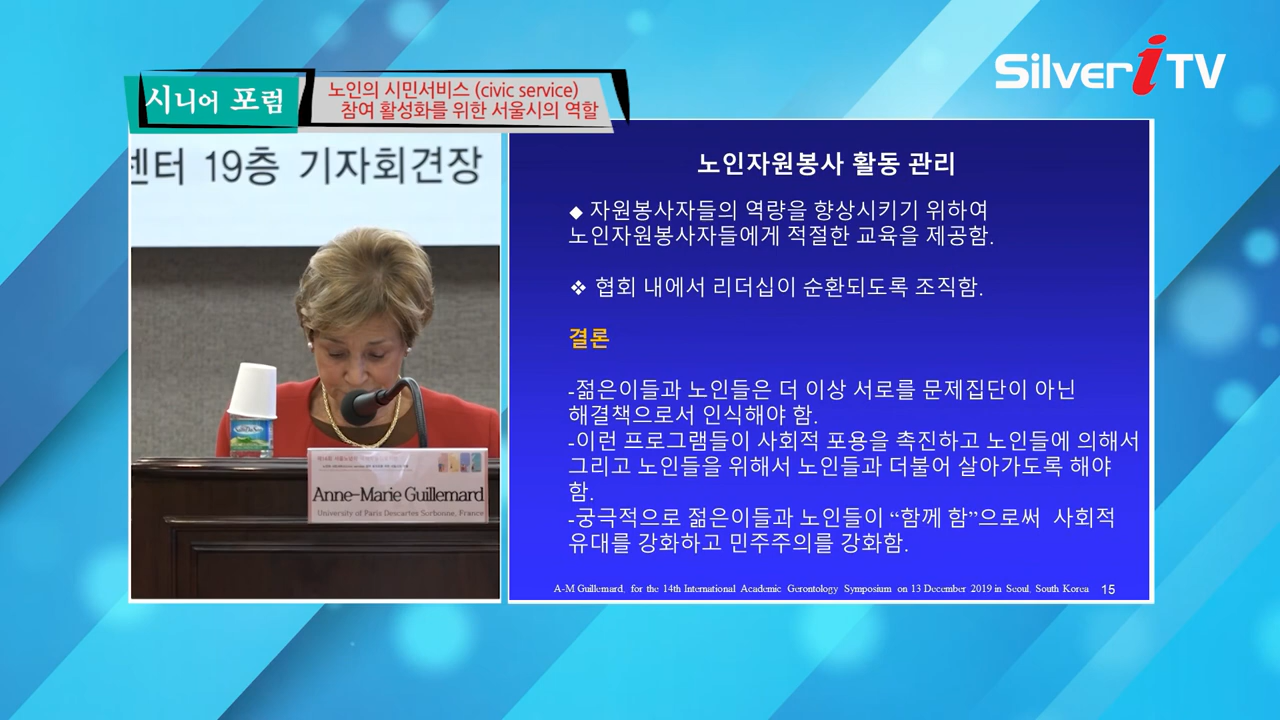 Silver i TV
시니어 포럼
노인의 시민서비스 (civic service)
참여 활성화를 위한 서울시의 역할
센터 19층 기자회견장
Anne-Marie Guillemard
University of Paris Descartes Sorbonne, France
노인자원봉사 활동 관리
◆ 자원봉사자들의 역량을 향상시키기 위하여
노인자원봉사자들에게 적절한 교육을 제공함.
❖ 협회 내에서 리더십이 순환되도록 조직함.
결론
-젊은이들과 노인들은 더 이상 서로를 문제집단이 아닌
해결책으로서 인식해야 함.
-이런 프로그램들이 사회적 포용을 촉진하고 노인들에 의해서
그리고 노인들을 위해서 노인들과 더불어 살아가도록 해야
함.
-궁극적으로 젊은이들과 노인들이 “함께 함”으로써 사회적
유대를 강화하고 민주주의를 강화함.
A-M Guillemard, for the 14th International Academic Gerontology Symposium on 13 December 2019 in Seoul, South Korea 15